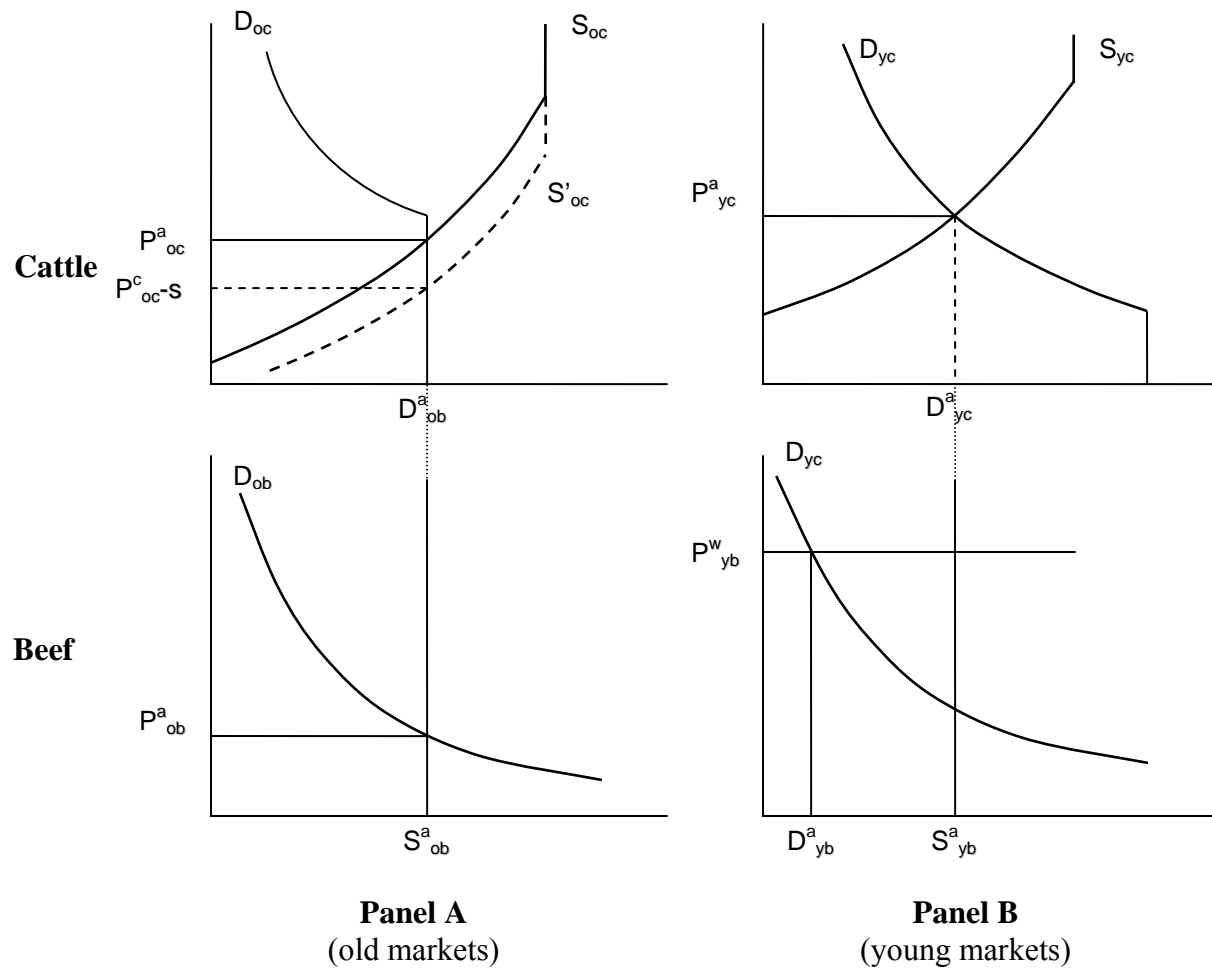 D_oc
S_oc
S'_oc
P^a_oc
P^c_oc-s
Cattle
D^a_ob
D_yc
S_yc
P^a_yc
D^a_yc
D_ob
P^a_ob
S^a_ob
Beef
D_yc
P^w_yb
D^a_yb
S^a_yb
Panel A
(old markets)
Panel B
(young markets)